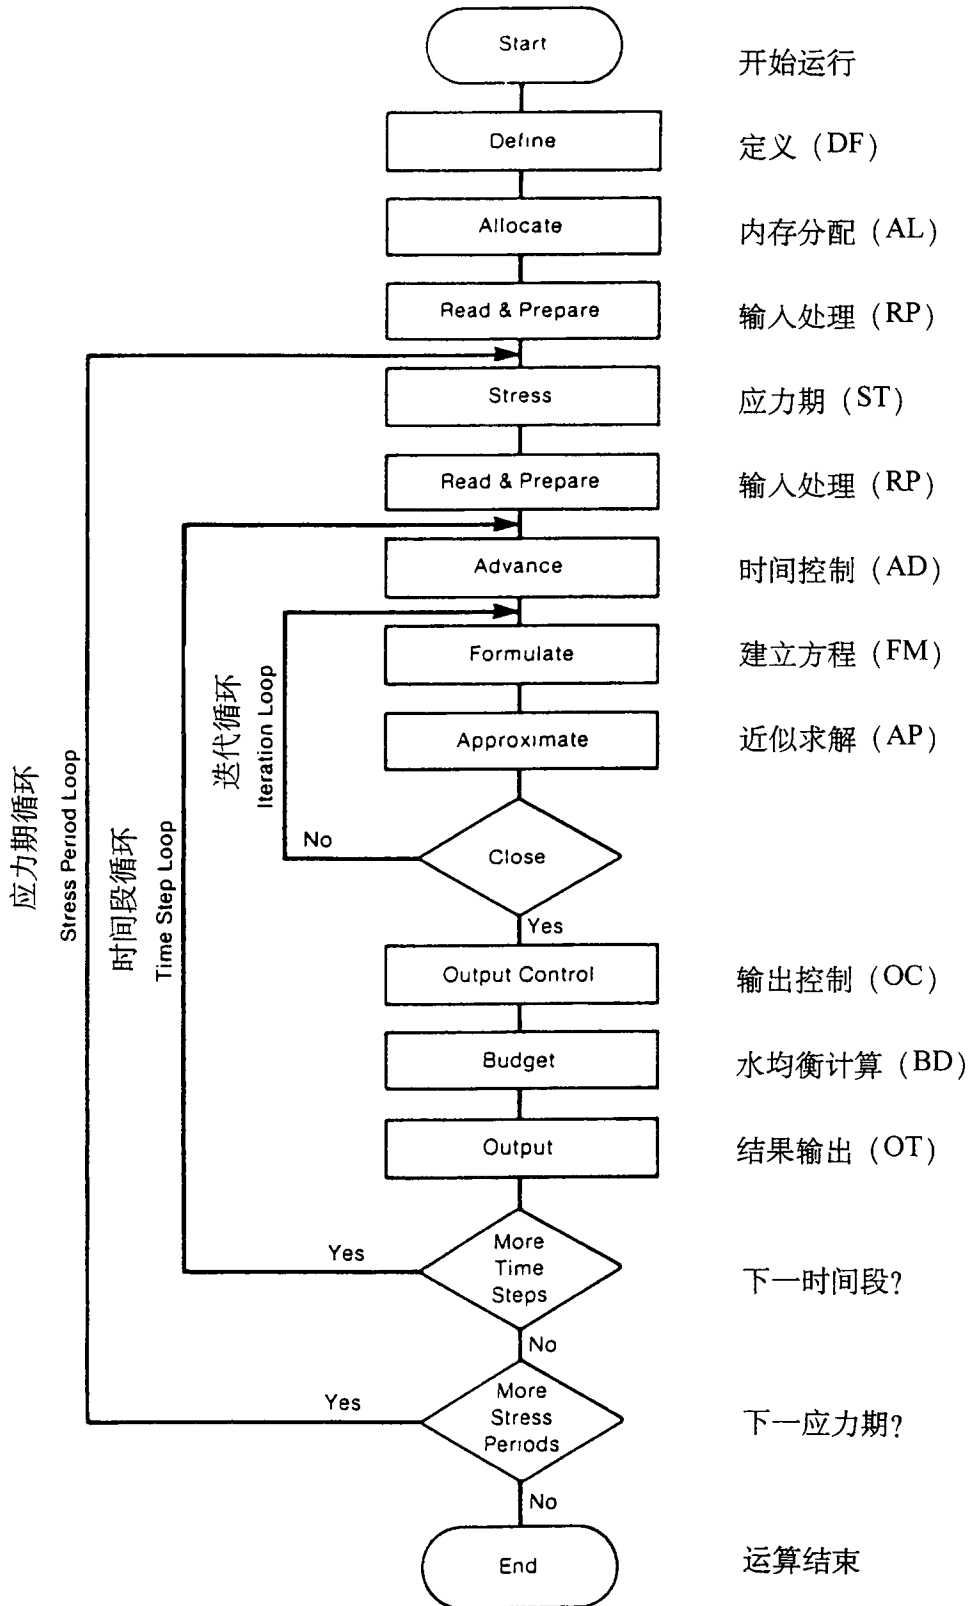 Start
开始运行
Define
定义（DF）
Allocate
内存分配（AL）
Read & Prepare
输入处理（RP）
Stress
应力期（ST）
Read & Prepare
输入处理（RP）
Advance
时间控制（AD）
Formulate
建立方程（FM）
Approximate
近似求解（AP）
迭代循环
Iteration Loop
应力期循环
Stress Period Loop
时间段循环
Time Step Loop
No
Close
Yes
Output Control
输出控制（OC）
Budget
水均衡计算（BD）
Output
结果输出（OT）
Yes
More
Time
Steps
下一时间段？
No
Yes
More
Stress
Periods
下一应力期？
No
End
运算结束